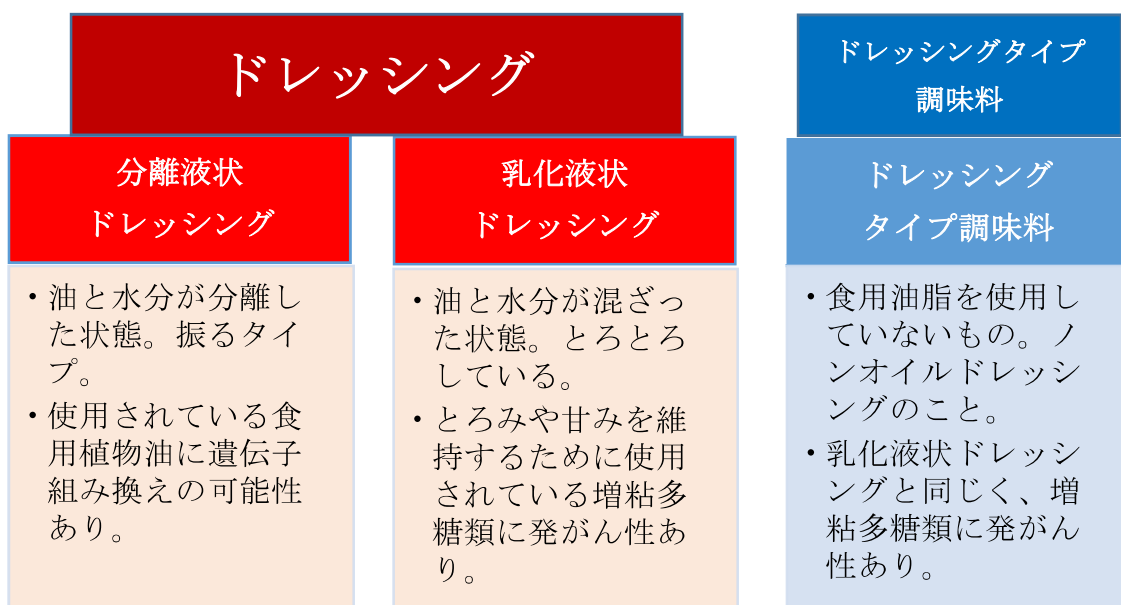 ドレッシング
分離液状
ドレッシング
・油と水分が分離し
た状態。振るタイ
プ。
・使用されている食
用植物油に遺伝子
組み換えの可能性
あり。
乳化液状
ドレッシング
・油と水分が混ざっ
た状態。とろとろ
している。
・とろみや甘みを維
持するために使用
されている増粘多
糖類に発がん性あ
り。
ドレッシングタイプ
調味料
ドレッシング
タイプ調味料
・食用油脂を使用し
ていないもの。ノ
ンオイルドレッシ
ングのこと。
・乳化液状ドレッシ
ングと同じく、増
粘多糖類に発がん
性あり。